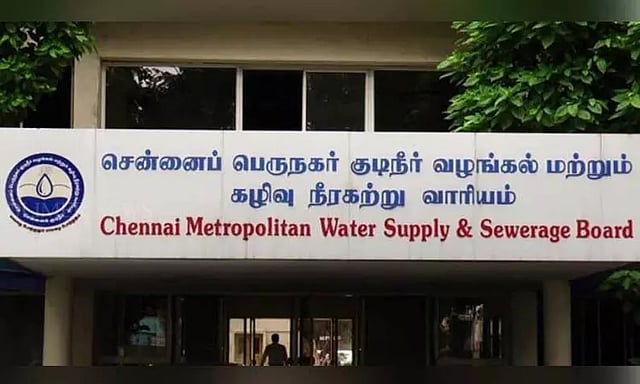 சென்னைப் பெருநகர் குடிநீர் வழங்கல் மற்றும்
கழிவு நீரகற்று வாரியம்
Chennai Metropolitan Water Supply & Sewerage Board